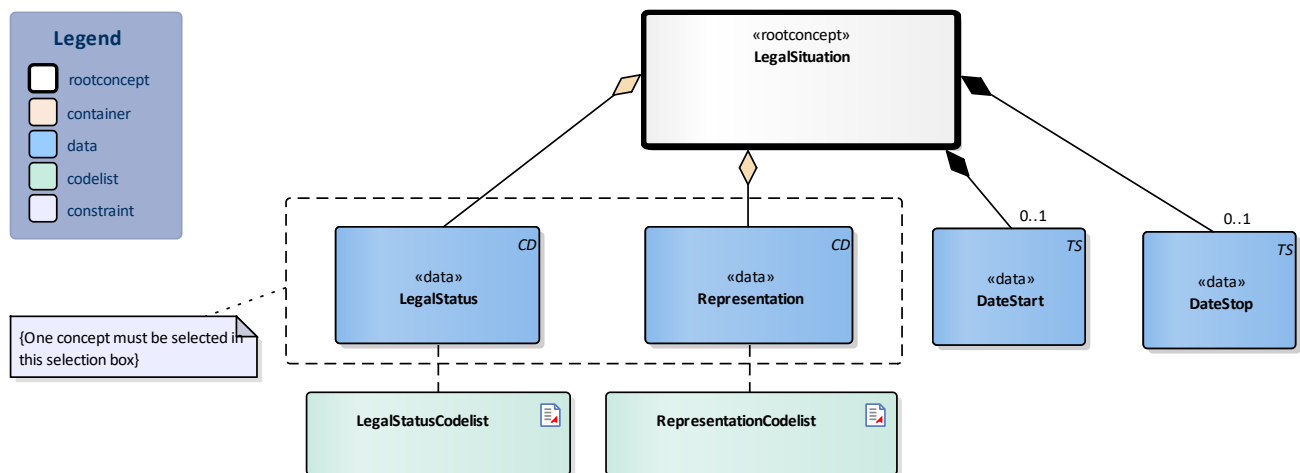 Legend
rootconcept
container
data
codelist
constraint
«rootconcept»
LegalSituation
0..1
0..1
CD
«data»
LegalStatus
CD
«data»
Representation
TS
«data»
DateStart
TS
«data»
DateStop
{One concept must be selected in
this selection box}
LegalStatusCodelist
RepresentationCodelist